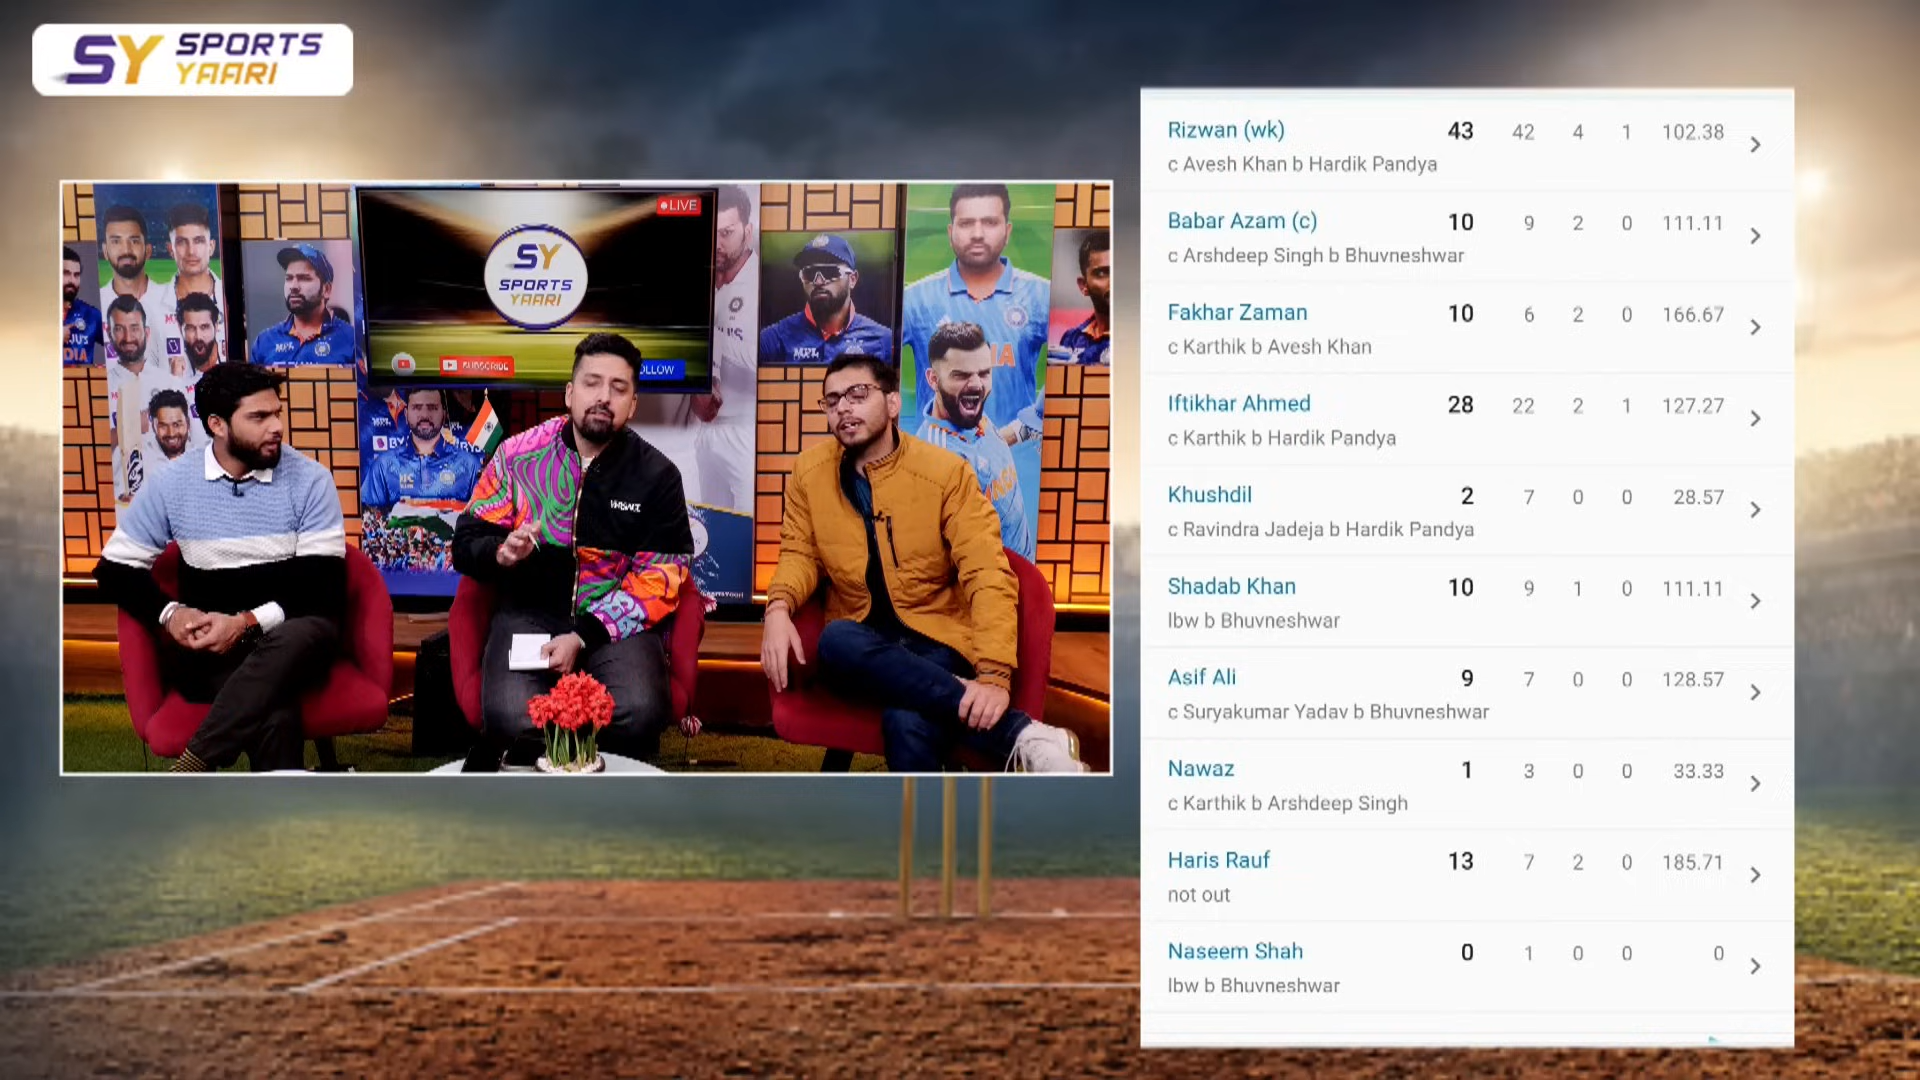 SY SPORTS
YAARI
LIVE
SY
SPORTS
YAARI
SUBSCRIBE
OLLOW
Rizwan (wk) 43 42 4 1 102.38
c Avesh Khan b Hardik Pandya
Babar Azam (c) 10 9 2 0 111.11
c Arshdeep Singh b Bhuvneshwar
Fakhar Zaman 10 6 2 0 166.67
c Karthik b Avesh Khan
Iftikhar Ahmed 28 22 2 1 127.27
c Karthik b Hardik Pandya
Khushdil 2 7 0 0 28.57
c Ravindra Jadeja b Hardik Pandya
Shadab Khan 10 9 1 0 111.11
lbw b Bhuvneshwar
Asif Ali 9 7 0 0 128.57
c Suryakumar Yadav b Bhuvneshwar
Nawaz 1 3 0 0 33.33
c Karthik b Arshdeep Singh
Haris Rauf 13 7 2 0 185.71
not out
Naseem Shah 0 1 0 0 0
lbw b Bhuvneshwar